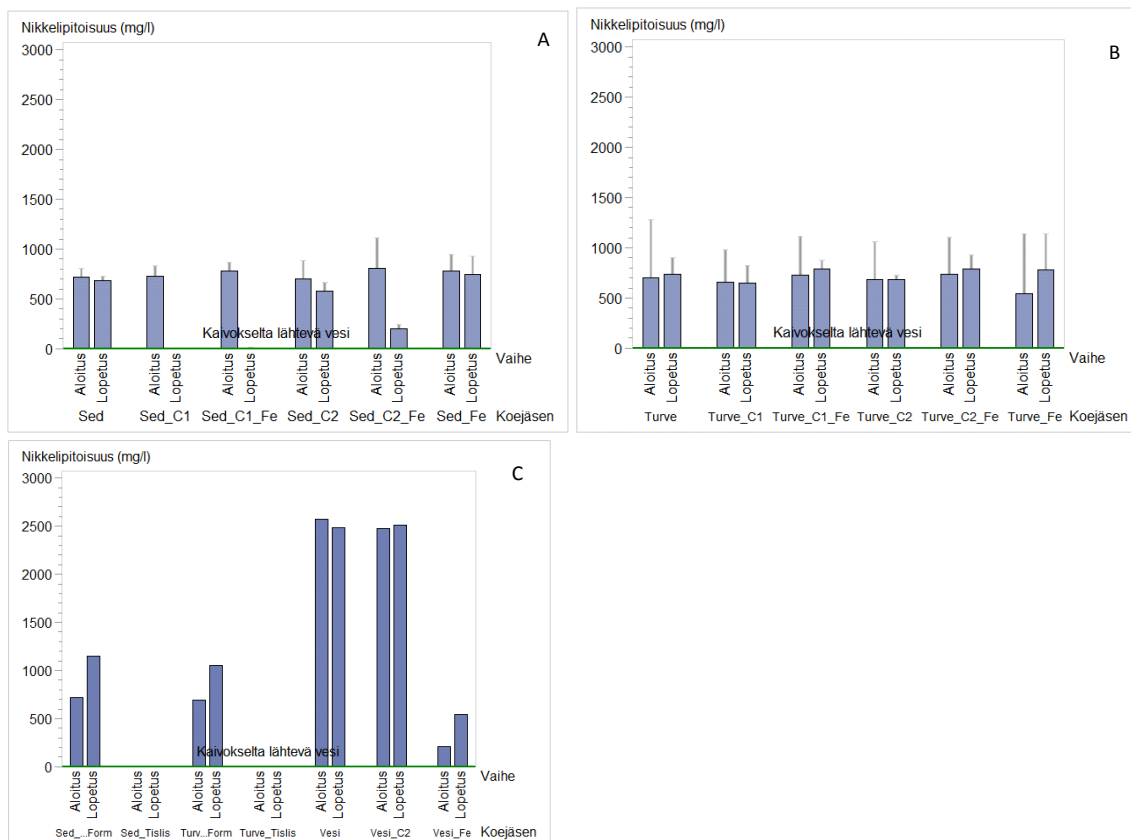 Nikkelipitoisuus (mg/l)
A
3000
2500
2000
1500
1000
500
0
Kaivokselta lähtevä vesi
Aloitus Lopetus Aloitus Lopetus Aloitus Lopetus Aloitus Lopetus Aloitus Lopetus Aloitus Lopetus Vaihe
Sed Sed_C1 Sed_C1_Fe Sed_C2 Sed_C2_Fe Sed_Fe Koejäsen
Nikkelipitoisuus (mg/l)
B
3000
2500
2000
1500
1000
500
0
Kaivokselta lähtevä vesi
Aloitus Lopetus Aloitus Lopetus Aloitus Lopetus Aloitus Lopetus Aloitus Lopetus Aloitus Lopetus Vaihe
Turve Turve_C1 Turve_C1_Fe Turve_C2 Turve_C2_Fe Turve_Fe Koejäsen
Nikkelipitoisuus (mg/l)
C
3000
2500
2000
1500
1000
500
0
Kaivokselta lähtevä vesi
Aloitus Lopetus Aloitus Lopetus Aloitus Lopetus Aloitus Lopetus Aloitus Lopetus Aloitus Lopetus Aloitus Lopetus Vaihe
Sed_...Form Sed_Tislis Turv...Form Turve_Tislis Vesi Vesi_C2 Vesi_Fe Koejäsen